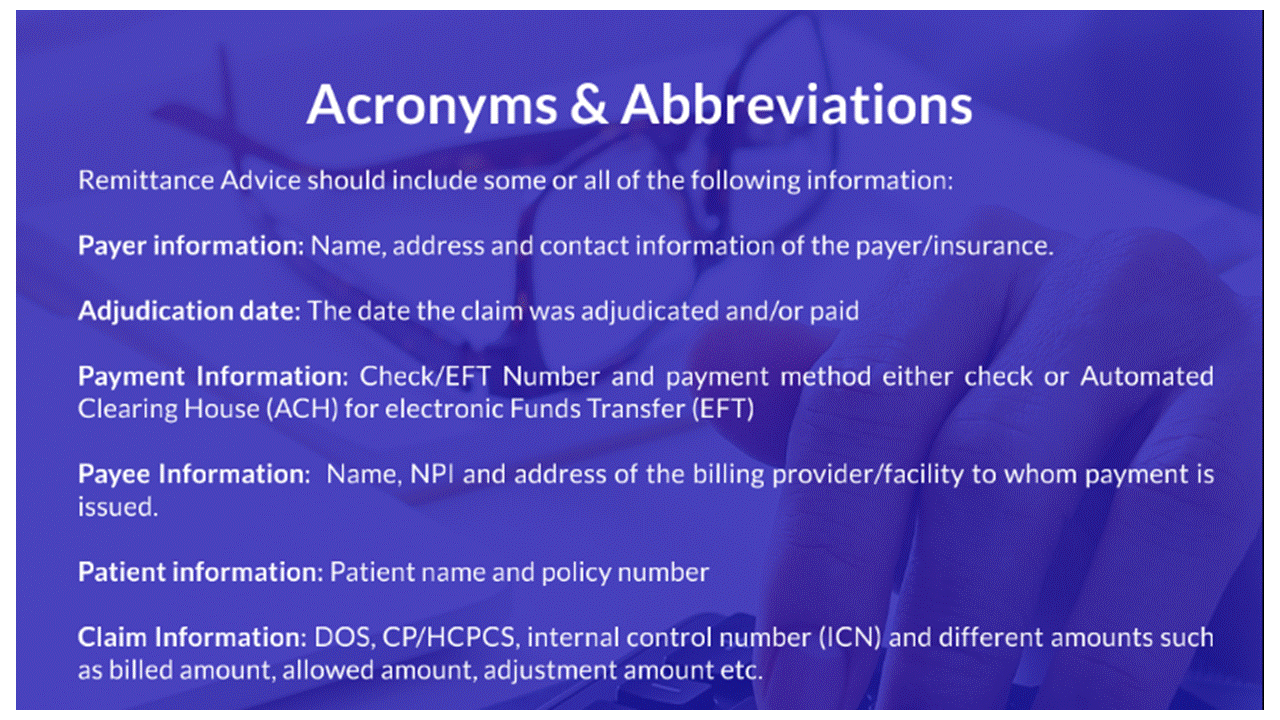 Acronyms & Abbreviations
Remittance Advice should include some or all of the following information:
Payer information: Name, address and contact information of the payer/insurance.
Adjudication date: The date the claim was adjudicated and/or paid
Payment Information: Check/EFT Number and payment method either check or Automated
Clearing House (ACH) for electronic Funds Transfer (EFT)
Payee Information: Name, NPI and address of the billing provider/facility to whom payment is
issued.
Patient information: Patient name and policy number
Claim Information: DOS, CP/HCPCS, internal control number (ICN) and different amounts such
as billed amount, allowed amount, adjustment amount etc.